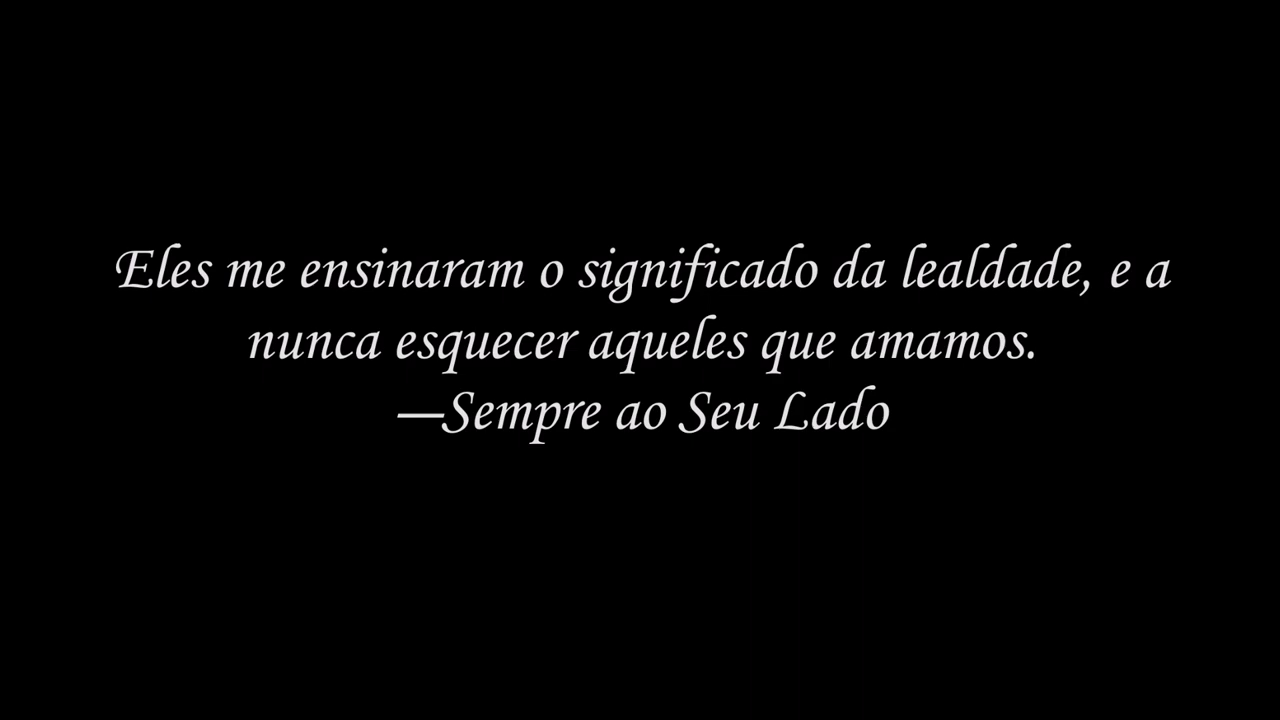 Eles me ensinaram o significado da lealdade, e a
nunca esquecer aqueles que amamos.
—Sempre ao Seu Lado